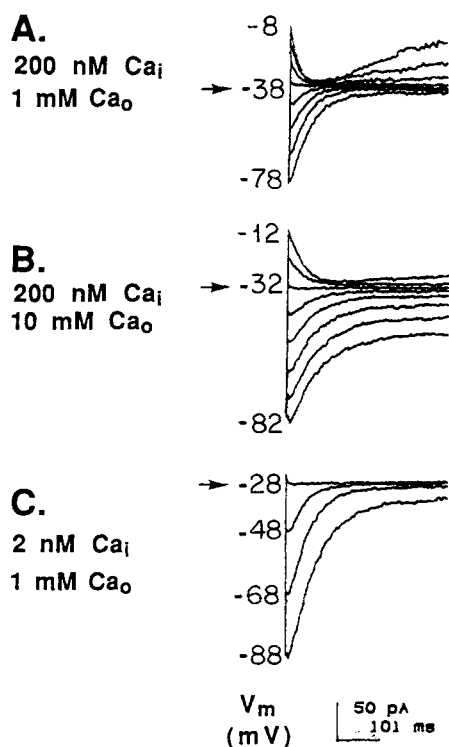 A.
200 nM Cai
1 mM Cao
-8
-38
-78
B.
200 nM Cai
10 mM Cao
-12
-32
-82
C.
2 nM Cai
1 mM Cao
-28
-48
-68
-88
Vm
(mV)
50 pA
101 ms